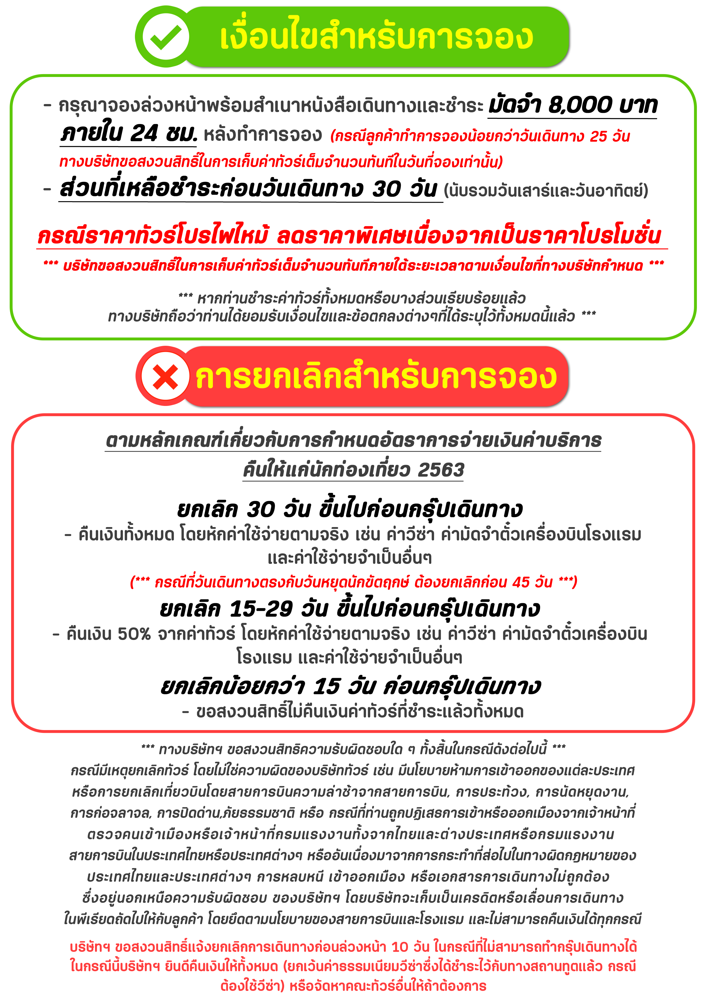 เงื่อนไขสำหรับการจอง
- กรุณาจองล่วงหน้าพร้อมสำเนาหนังสือเดินทางและชำระ มัดจำ 8,000 บาท
ภายใน 24 ชม. หลังทำการจอง (กรณีลูกค้าทำการจองน้อยกว่าวันเดินทาง 25 วัน
ทางบริษัทขอสงวนสิทธิ์ในการเก็บค่าทัวร์เต็มจำนวนทันทีในวันที่จองเท่านั้น)
- ส่วนที่เหลือชำระก่อนวันเดินทาง 30 วัน (นับรวมวันเสาร์และวันอาทิตย์)
กรณีราคาทัวร์โปรไฟไหม้ ลดราคาพิเศษเนื่องจากเป็นราคาโปรโมชั่น
*** บริษัทขอสงวนสิทธิ์ในการเก็บค่าทัวร์เต็มจำนวนทันทีภายใต้ระยะเวลาตามเงื่อนไขที่ทางบริษัทกำหนด ***
*** หากท่านชำระค่าทัวร์ทั้งหมดหรือบางส่วนเรียบร้อยแล้ว
ทางบริษัทถือว่าท่านได้ยอมรับเงื่อนไขและข้อตกลงต่างๆที่ได้ระบุไว้ทั้งหมดนี้แล้ว ***
การยกเลิกสำหรับการจอง
ตามหลักเกณฑ์เกี่ยวกับการกำหนดอัตราการจ่ายเงินค่าบริการ
คืนให้แก่นักท่องเที่ยว 2563
ยกเลิก 30 วัน ขึ้นไปก่อนกรุ๊ปเดินทาง
- คืนเงินทั้งหมด โดยหักค่าใช้จ่ายตามจริง เช่น ค่าวีซ่า ค่ามัดจำตั๋วเครื่องบินโรงแรม
และค่าใช้จ่ายจำเป็นอื่นๆ
(*** กรณีที่วันเดินทางตรงกับวันหยุดนักขัตฤกษ์ ต้องยกเลิกก่อน 45 วัน ***)
ยกเลิก 15-29 วัน ขึ้นไปก่อนกรุ๊ปเดินทาง
- คืนเงิน 50% จากค่าทัวร์ โดยหักค่าใช้จ่ายตามจริง เช่น ค่าวีซ่า ค่ามัดจำตั๋วเครื่องบิน
โรงแรม และค่าใช้จ่ายจำเป็นอื่นๆ
ยกเลิกน้อยกว่า 15 วัน ก่อนกรุ๊ปเดินทาง
- ขอสงวนสิทธิ์ไม่คืนเงินค่าทัวร์ที่ชำระแล้วทั้งหมด
*** ทางบริษัทฯ ขอสงวนสิทธิความรับผิดชอบใด ๆ ทั้งสิ้นในกรณีดังต่อไปนี้ ***
กรณีมีเหตุยกเลิกทัวร์ โดยไม่ใช่ความผิดของบริษัททัวร์ เช่น มีนโยบายห้ามการเข้าออกของแต่ละประเทศ
หรือการยกเลิกเที่ยวบินโดยสายการบินความล่าช้าจากสายการบิน, การประท้วง, การนัดหยุดงาน,
การก่อจลาจล, การปิดด่าน,ภัยธรรมชาติ หรือ กรณีที่ท่านถูกปฏิเสธการเข้าหรือออกเมืองจากเจ้าหน้าที่
ตรวจคนเข้าเมืองหรือเจ้าหน้าที่กรมแรงงานทั้งจากไทยและต่างประเทศหรือกรมแรงงาน
สายการบินในประเทศไทยหรือประเทศต่างๆ หรืออันเนื่องมาจากการกระทำที่ส่อไปในทางผิดกฎหมายของ
ประเทศไทยและประเทศต่างๆ การหลบหนี เข้าออกเมือง หรือเอกสารการเดินทางไม่ถูกต้อง
ซึ่งอยู่นอกเหนือความรับผิดชอบ ของบริษัทฯ โดยบริษัทจะเก็บเป็นเครดิตหรือเลื่อนการเดินทาง
ในพีเรียดถัดไปให้กับลูกค้า โดยยึดตามนโยบายของสายการบินและโรงแรม และไม่สามารถคืนเงินได้ทุกกรณี
บริษัทฯ ขอสงวนสิทธิ์แจ้งยกเลิกการเดินทางก่อนล่วงหน้า 10 วัน ในกรณีที่ไม่สามารถทำกรุ๊ปเดินทางได้
ในกรณีนี้บริษัทฯ ยินดีคืนเงินให้ทั้งหมด (ยกเว้นค่าธรรมเนียมวีซ่าซึ่งได้ชำระไว้กับทางสถานทูตแล้ว กรณี
ต้องใช้วีซ่า) หรือจัดหาคณะทัวร์อื่นให้ถ้าต้องการ